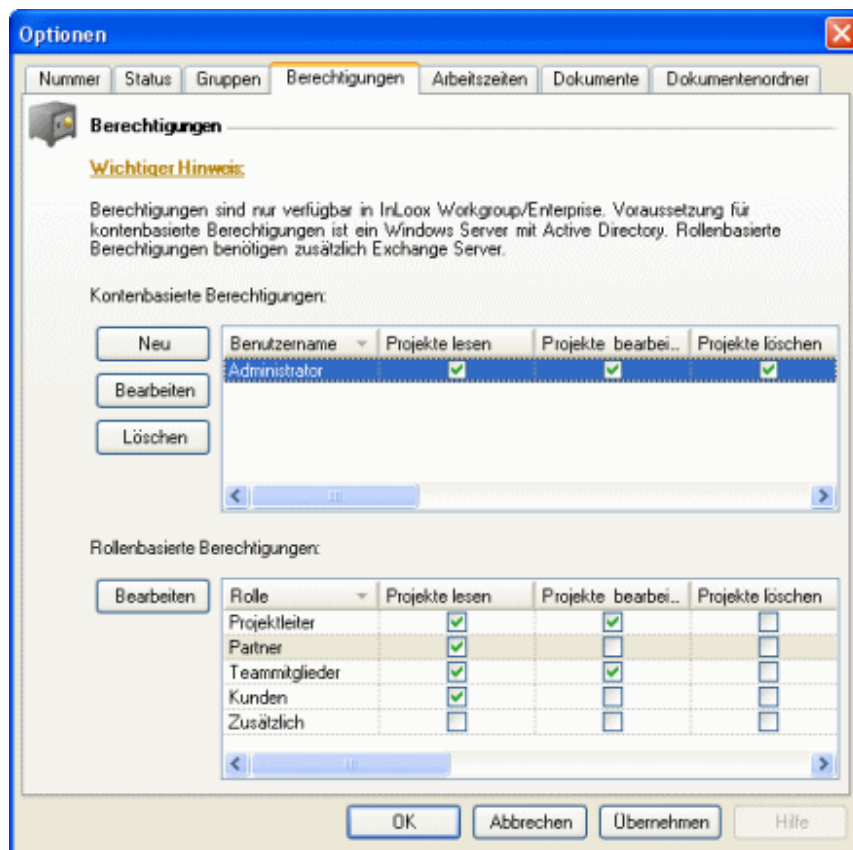 Optionen
Nummer Status Gruppen Berechtigungen Arbeitszeiten Dokumente Dokumentenordner
Berechtigungen
Wichtiger Hinweis:
Berechtigungen sind nur verfügbar in InLoox Workgroup/Enterprise. Voraussetzung für
kontenbasierte Berechtigungen ist ein Windows Server mit Active Directory. Rollenbasierte
Berechtigungen benötigen zusätzlich Exchange Server.
Kontenbasierte Berechtigungen:
Neu Benutzername Projekte lesen Projekte bearbei... Projekte löschen
Administrator
Bearbeiten
Löschen
Rollenbasierte Berechtigungen:
Bearbeiten Rolle Projekte lesen Projekte bearbei... Projekte löschen
Projektleiter
Partner
Teammitglieder
Kunden
Zusätzlich
OK Abbrechen Übernehmen Hilfe